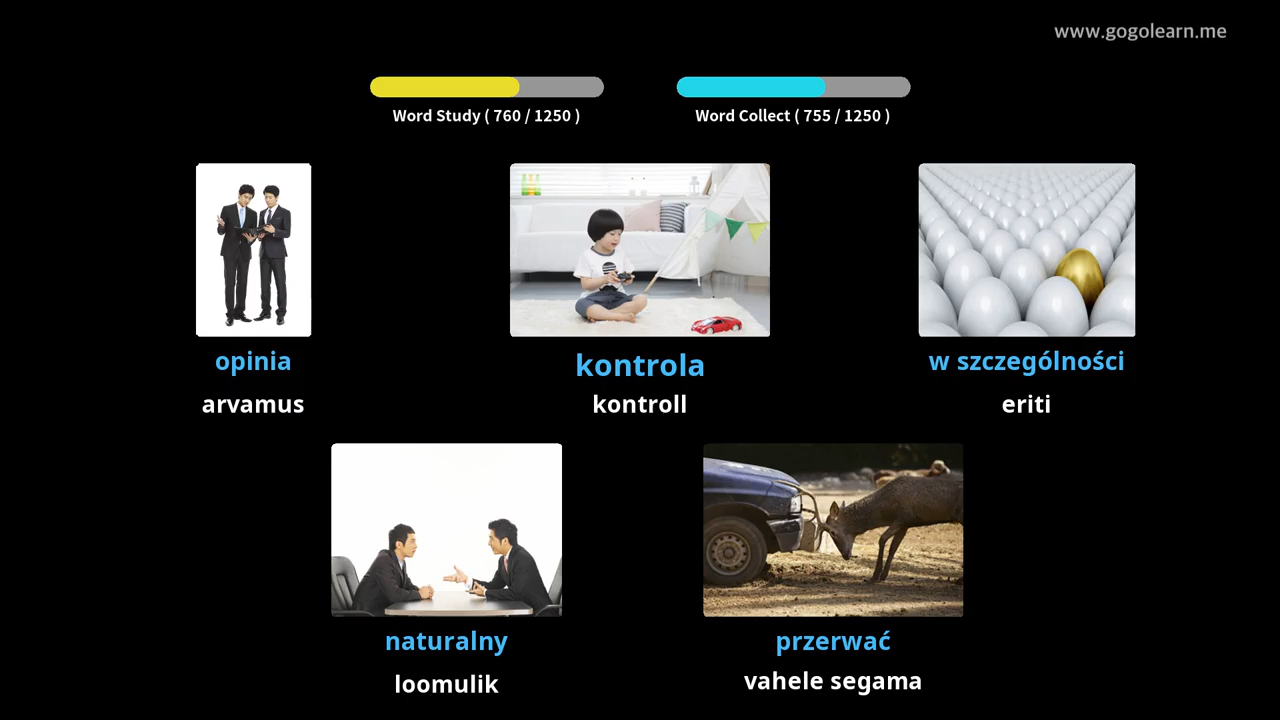 www.gogolearn.me
Word Study ( 760 / 1250 )
Word Collect ( 755 / 1250 )
opinia
arvamus
kontrola
kontroll
w szczególności
eriti
naturalny
loomulik
przerwać
vahele segama